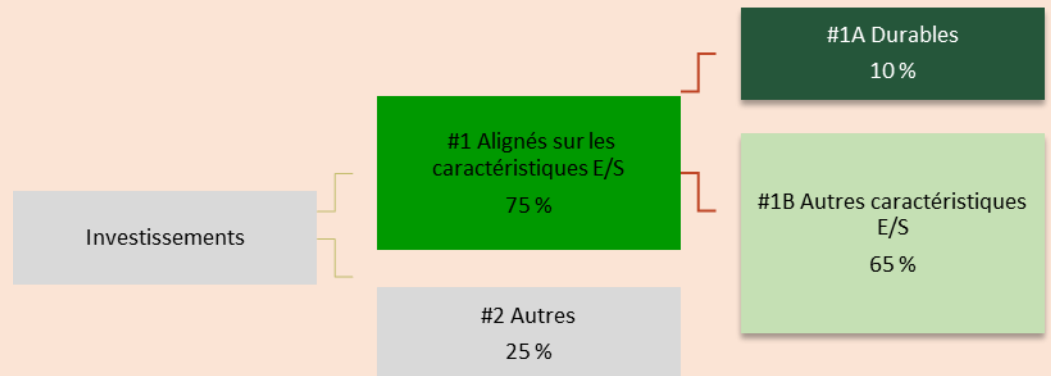 Investissements
#1 Alignés sur les
caractéristiques E/S
75 %
#2 Autres
25 %
#1A Durables
10 %
#1B Autres caractéristiques
E/S
65 %